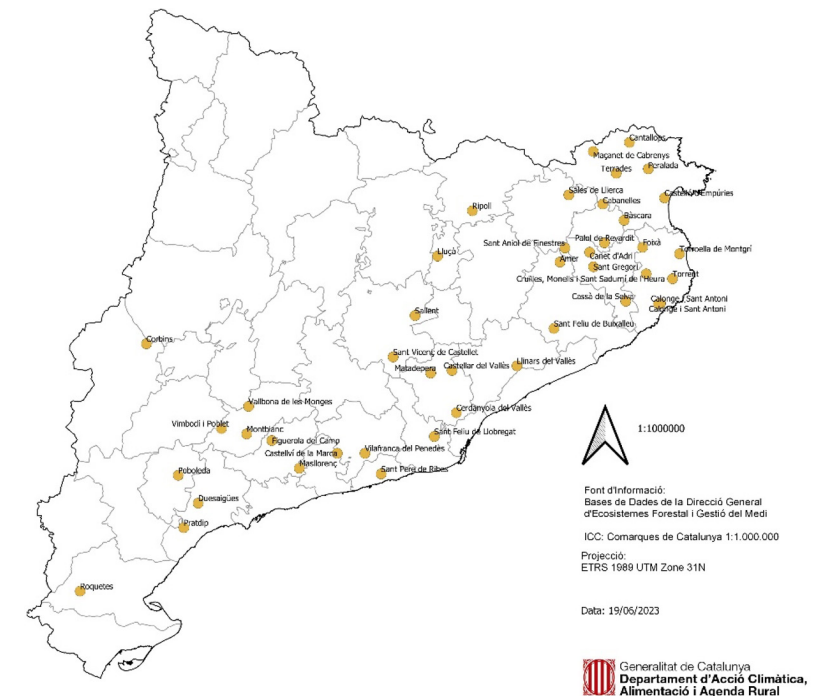 Cantallops
Maçanet de Cabrenys
Terrades
Peralada
Sales de Llierca
Castelló d'Empúries
Cabanelles
Ripoll
Bàscara
Palol de Revardit
Sant Aniol de Finestres
Foixà
Torroella de Montgrí
Lluçà
Canet d'Adri
Amer
Sant Gregori
Cruïlles, Monells i Sant Sadurní de l'Heura
Torrent
Cassà de la Selva
Calonge i Sant Antoni
Calonge i Sant Antoni
Sallent
Sant Feliu de Buixalleu
Corbins
Sant Vicenç de Castellet
Matadepera
Castellar del Vallès
Llinars del Vallès
Vallbona de les Monges
Cerdanyola del Vallès
Vimbodí i Poblet
Montblanc
Sant Feliu de Llobregat
Figuerola del Camp
Castellví de la Marca
Vilafranca del Penedès
Masllorenç
Sant Pere de Ribes
Poboleda
Duesaigües
Pratdip
Roquetes
1:1000000
Font d'Informació:
Bases de Dades de la Direcció General
d'Ecosistemes Forestal i Gestió del Medi
ICC: Comarques de Catalunya 1:1.000.000
Projecció:
ETRS 1989 UTM Zone 31N
Data: 19/06/2023
Generalitat de Catalunya
Departament d'Acció Climàtica,
Alimentació i Agenda Rural